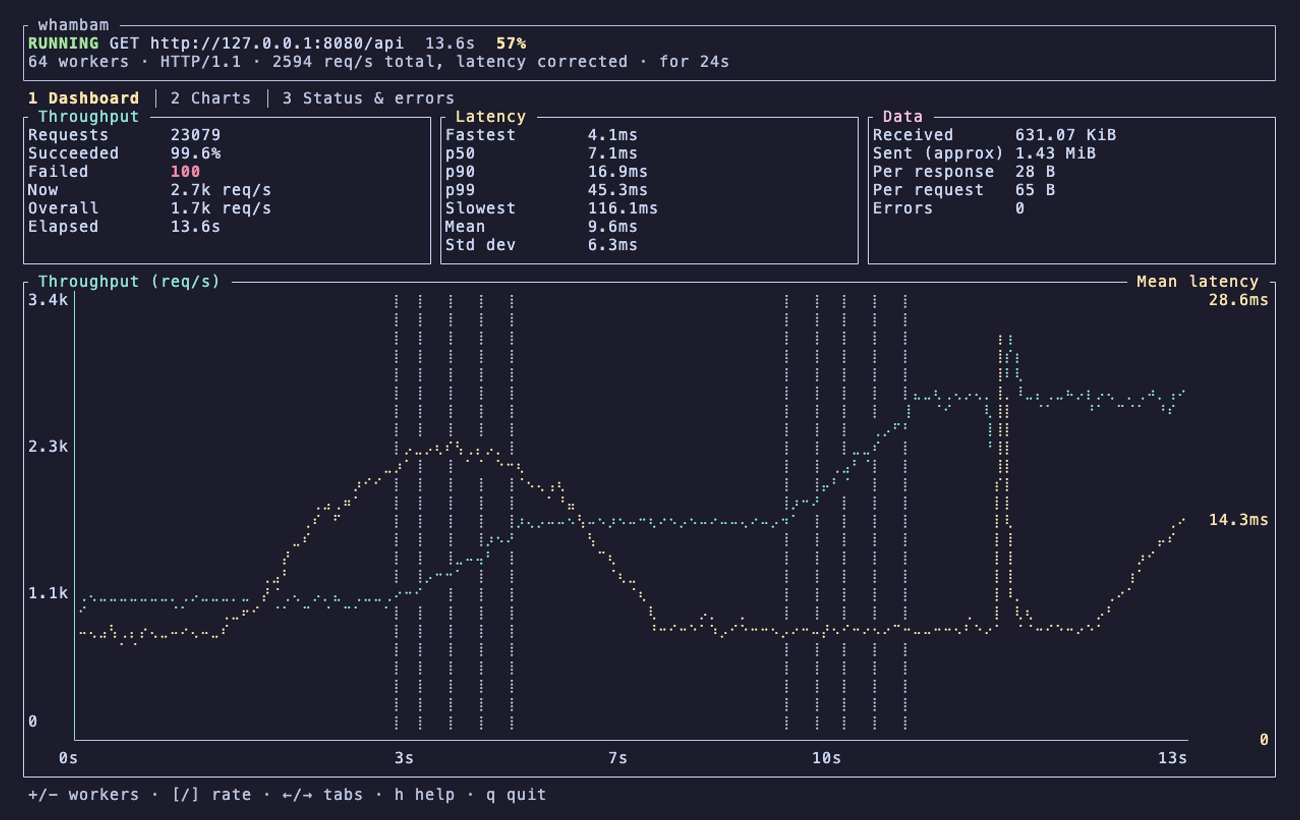 whambam
RUNNING GET http://127.0.0.1:8080/api 13.6s 57%
64 workers · HTTP/1.1 · 2594 req/s total, latency corrected · for 24s
1 Dashboard │ 2 Charts │ 3 Status & errors
Throughput
Requests 23079
Succeeded 99.6%
Failed 100
Now 2.7k req/s
Overall 1.7k req/s
Elapsed 13.6s
Latency
Fastest 4.1ms
p50 7.1ms
p90 16.9ms
p99 45.3ms
Slowest 116.1ms
Mean 9.6ms
Std dev 6.3ms
Data
Received 631.07 KiB
Sent (approx) 1.43 MiB
Per response 28 B
Per request 65 B
Errors 0
Throughput (req/s) Mean latency
3.4k 28.6ms
2.3k
14.3ms
1.1k
0 0
0s 3s 7s 10s 13s
+/− workers · [/] rate · ←/→ tabs · h help · q quit